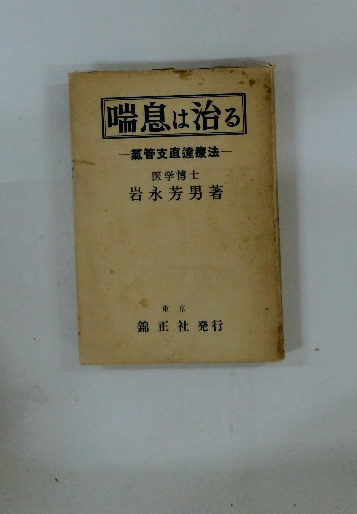 喘息は治る
―氣管支直達療法―
医学博士
岩永芳男著
東京
錦正社発行